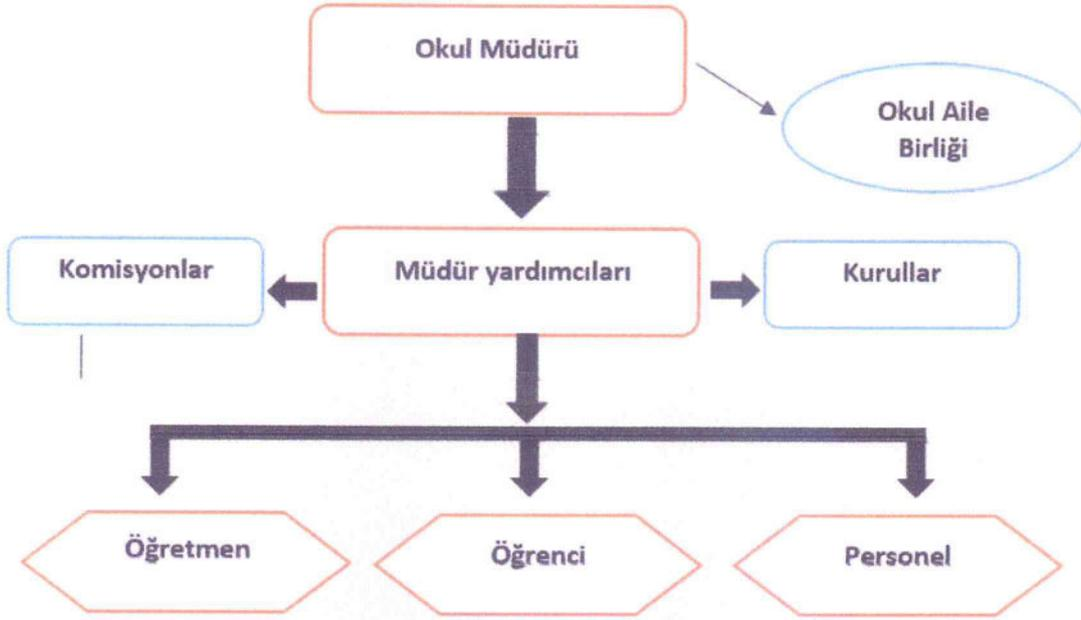 Okul Müdürü
Okul Aile
Birliği
Komisyonlar
Müdür yardımcıları
Kurullar
Öğretmen
Öğrenci
Personel